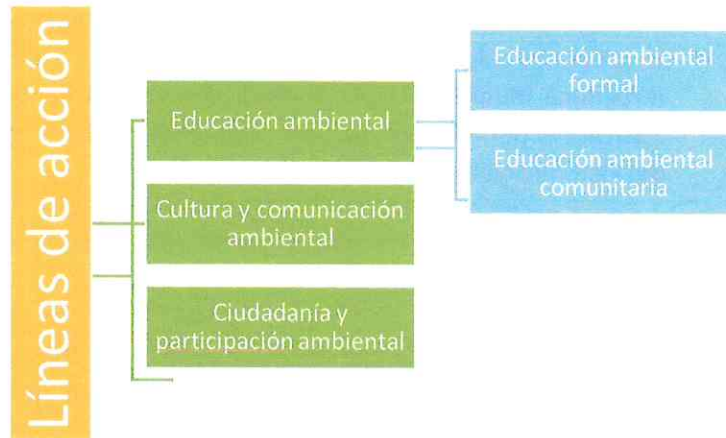 Líneas de acción
Educación ambiental
Cultura y comunicación
ambiental
Ciudadanía y
participación ambiental
Educación ambiental
formal
Educación ambiental
comunitaria